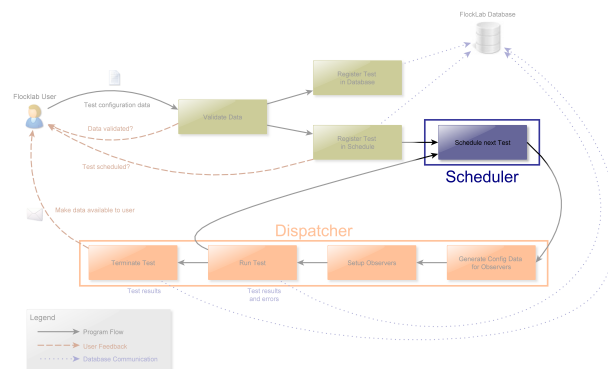 FlockLab Database
Flocklab User
Test configuration data
Validate Data
Register Test
in Database
Data validated?
Register Test
in Schedule
Schedule next Test
Test scheduled?
Scheduler
Make data available to user
Dispatcher
Terminate Test
Run Test
Setup Observers
Generate Config Data
for Observers
Test results
Test results
and errors
Legend
Program Flow
User Feedback
Database Communication